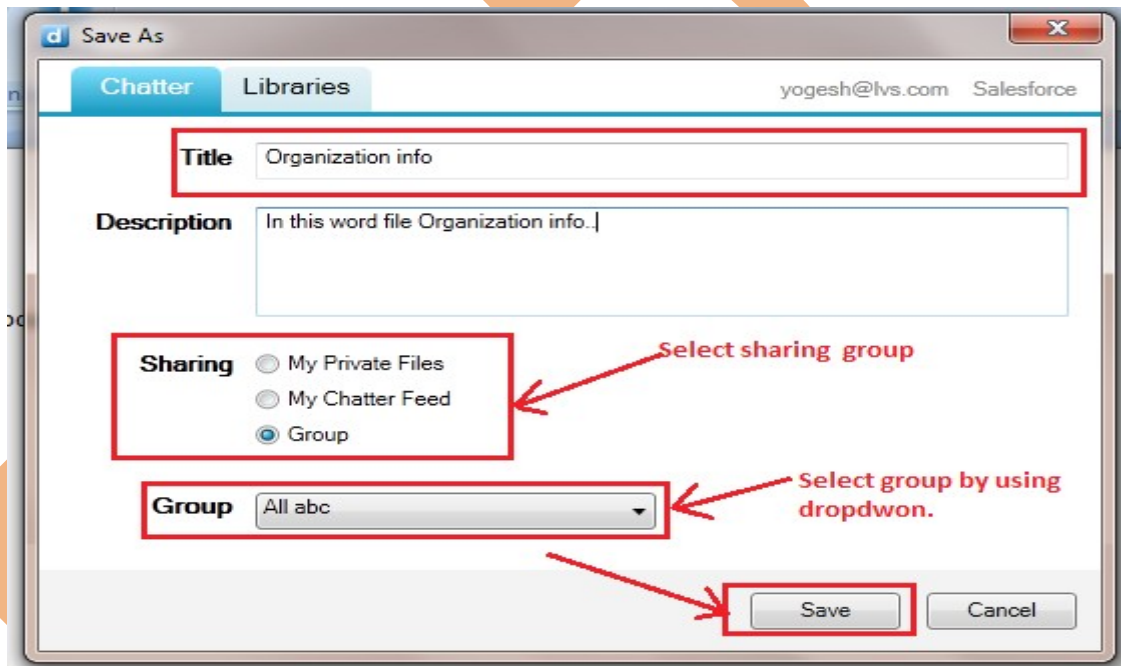 d Save As
Chatter Libraries yogesh@lvs.com Salesforce
Title Organization info
Description In this word file Organization info..
Select sharing group
Sharing My Private Files
My Chatter Feed
Group
Select group by using
dropdwon.
Group All abc
Save Cancel